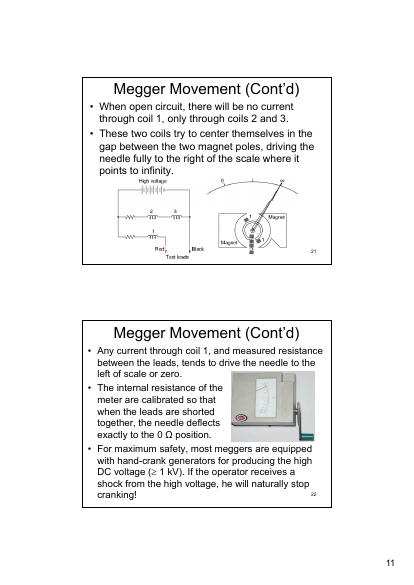 Megger Movement (Cont'd)
• When open circuit, there will be no current
through coil 1, only through coils 2 and 3.
• These two coils try to center themselves in the
gap between the two magnet poles, driving the
needle fully to the right of the scale where it
points to infinity.
High voltage
2 3
1
Red Black
Test leads
0 I ∞
1 Magnet
Magnet 1
21
Megger Movement (Cont'd)
• Any current through coil 1, and measured resistance
between the leads, tends to drive the needle to the
left of scale or zero.
• The internal resistance of the
meter are calibrated so that
when the leads are shorted
together, the needle deflects
exactly to the 0 Ω position.
• For maximum safety, most meggers are equipped
with hand-crank generators for producing the high
DC voltage (≥ 1 kV). If the operator receives a
shock from the high voltage, he will naturally stop
cranking!
22
11